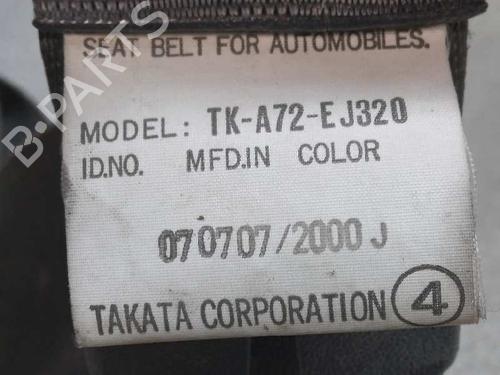 SEAT BELT FOR AUTOMOBILES.
MODEL: TK-A72-EJ320
ID.NO. MFD.IN COLOR
070707/2000 J
TAKATA CORPORATION 4
B-PARTS